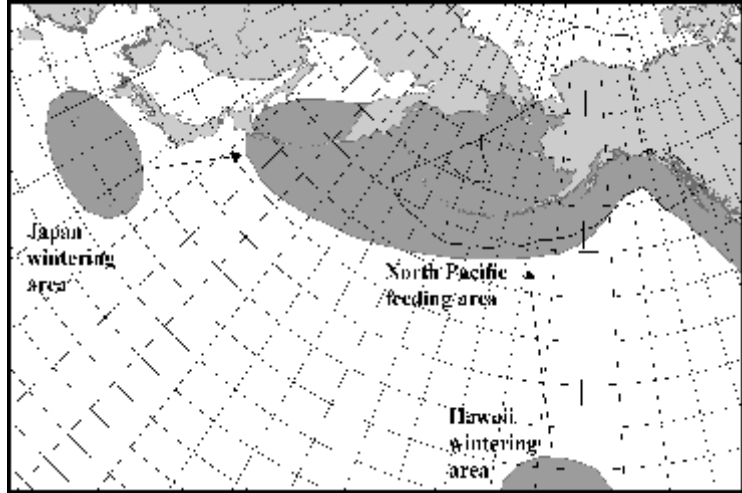 Japan
wintering
area
North Pacific
feeding area
Hawaii
wintering
area